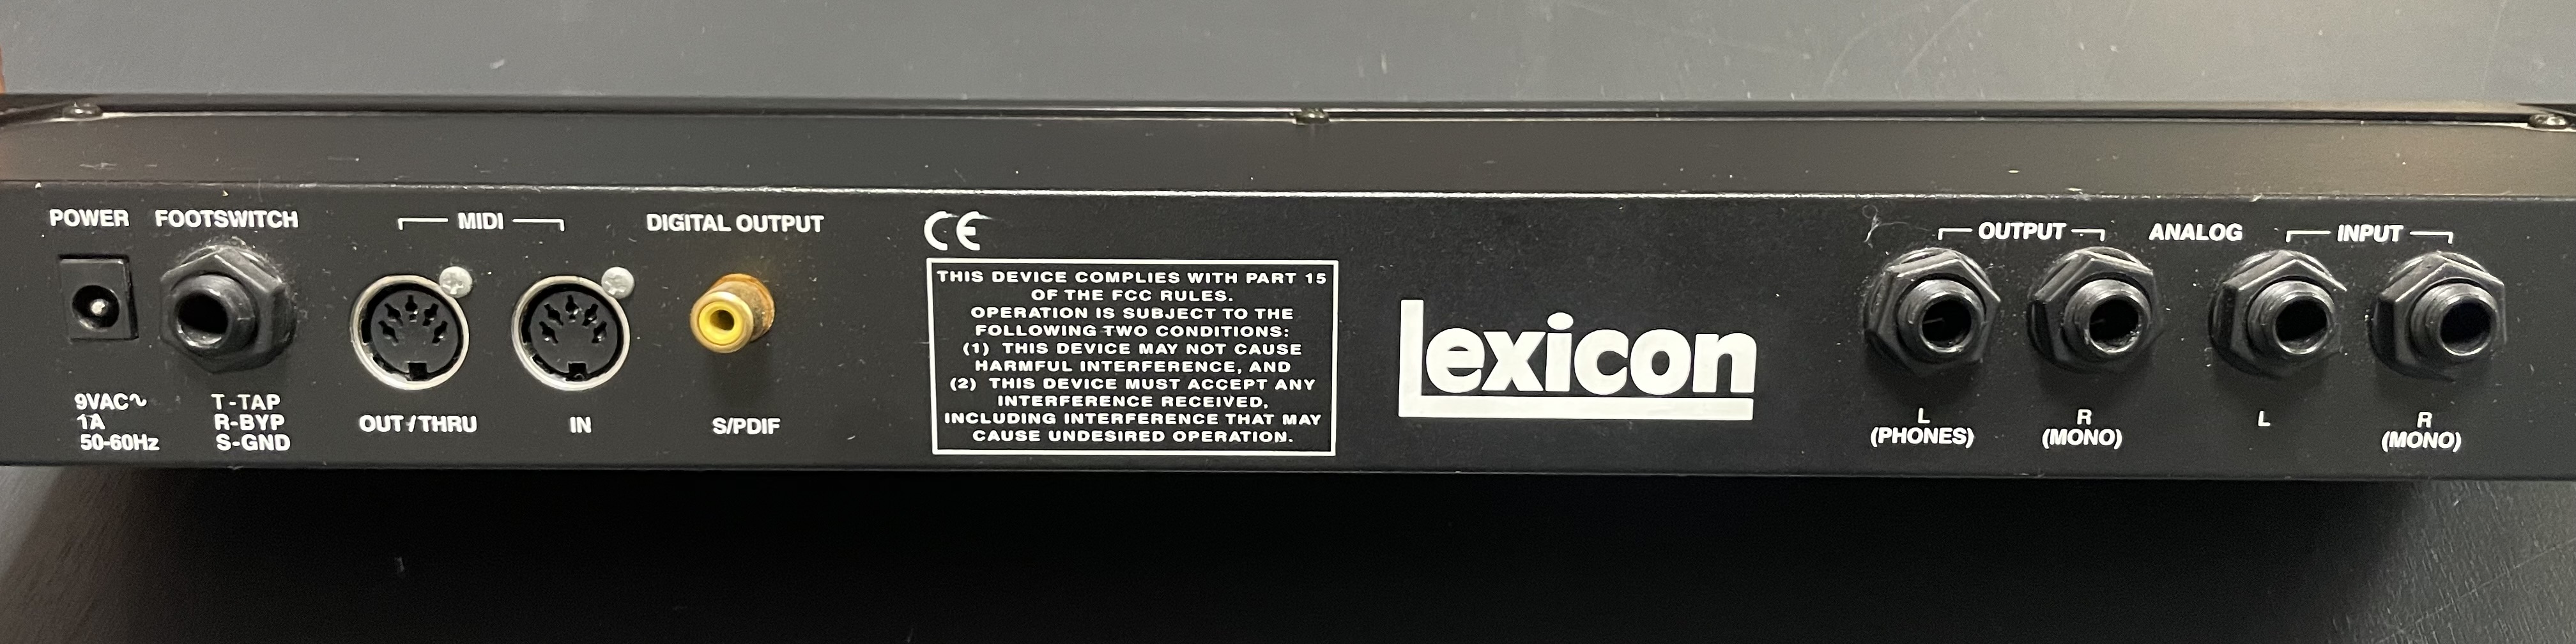 POWER
FOOTSWITCH
MIDI
DIGITAL OUTPUT
9VAC~
1A
50-60Hz
T-TAP
R-BYP
S-GND
OUT/THRU
IN
S/PDIF
CE
THIS DEVICE COMPLIES WITH PART 15
OF THE FCC RULES.
OPERATION IS SUBJECT TO THE
FOLLOWING TWO CONDITIONS:
(1) THIS DEVICE MAY NOT CAUSE
HARMFUL INTERFERENCE, AND
(2) THIS DEVICE MUST ACCEPT ANY
INTERFERENCE RECEIVED,
INCLUDING INTERFERENCE THAT MAY
CAUSE UNDESIRED OPERATION.
lexicon
OUTPUT
ANALOG
INPUT
L
(PHONES)
R
(MONO)
L
R
(MONO)